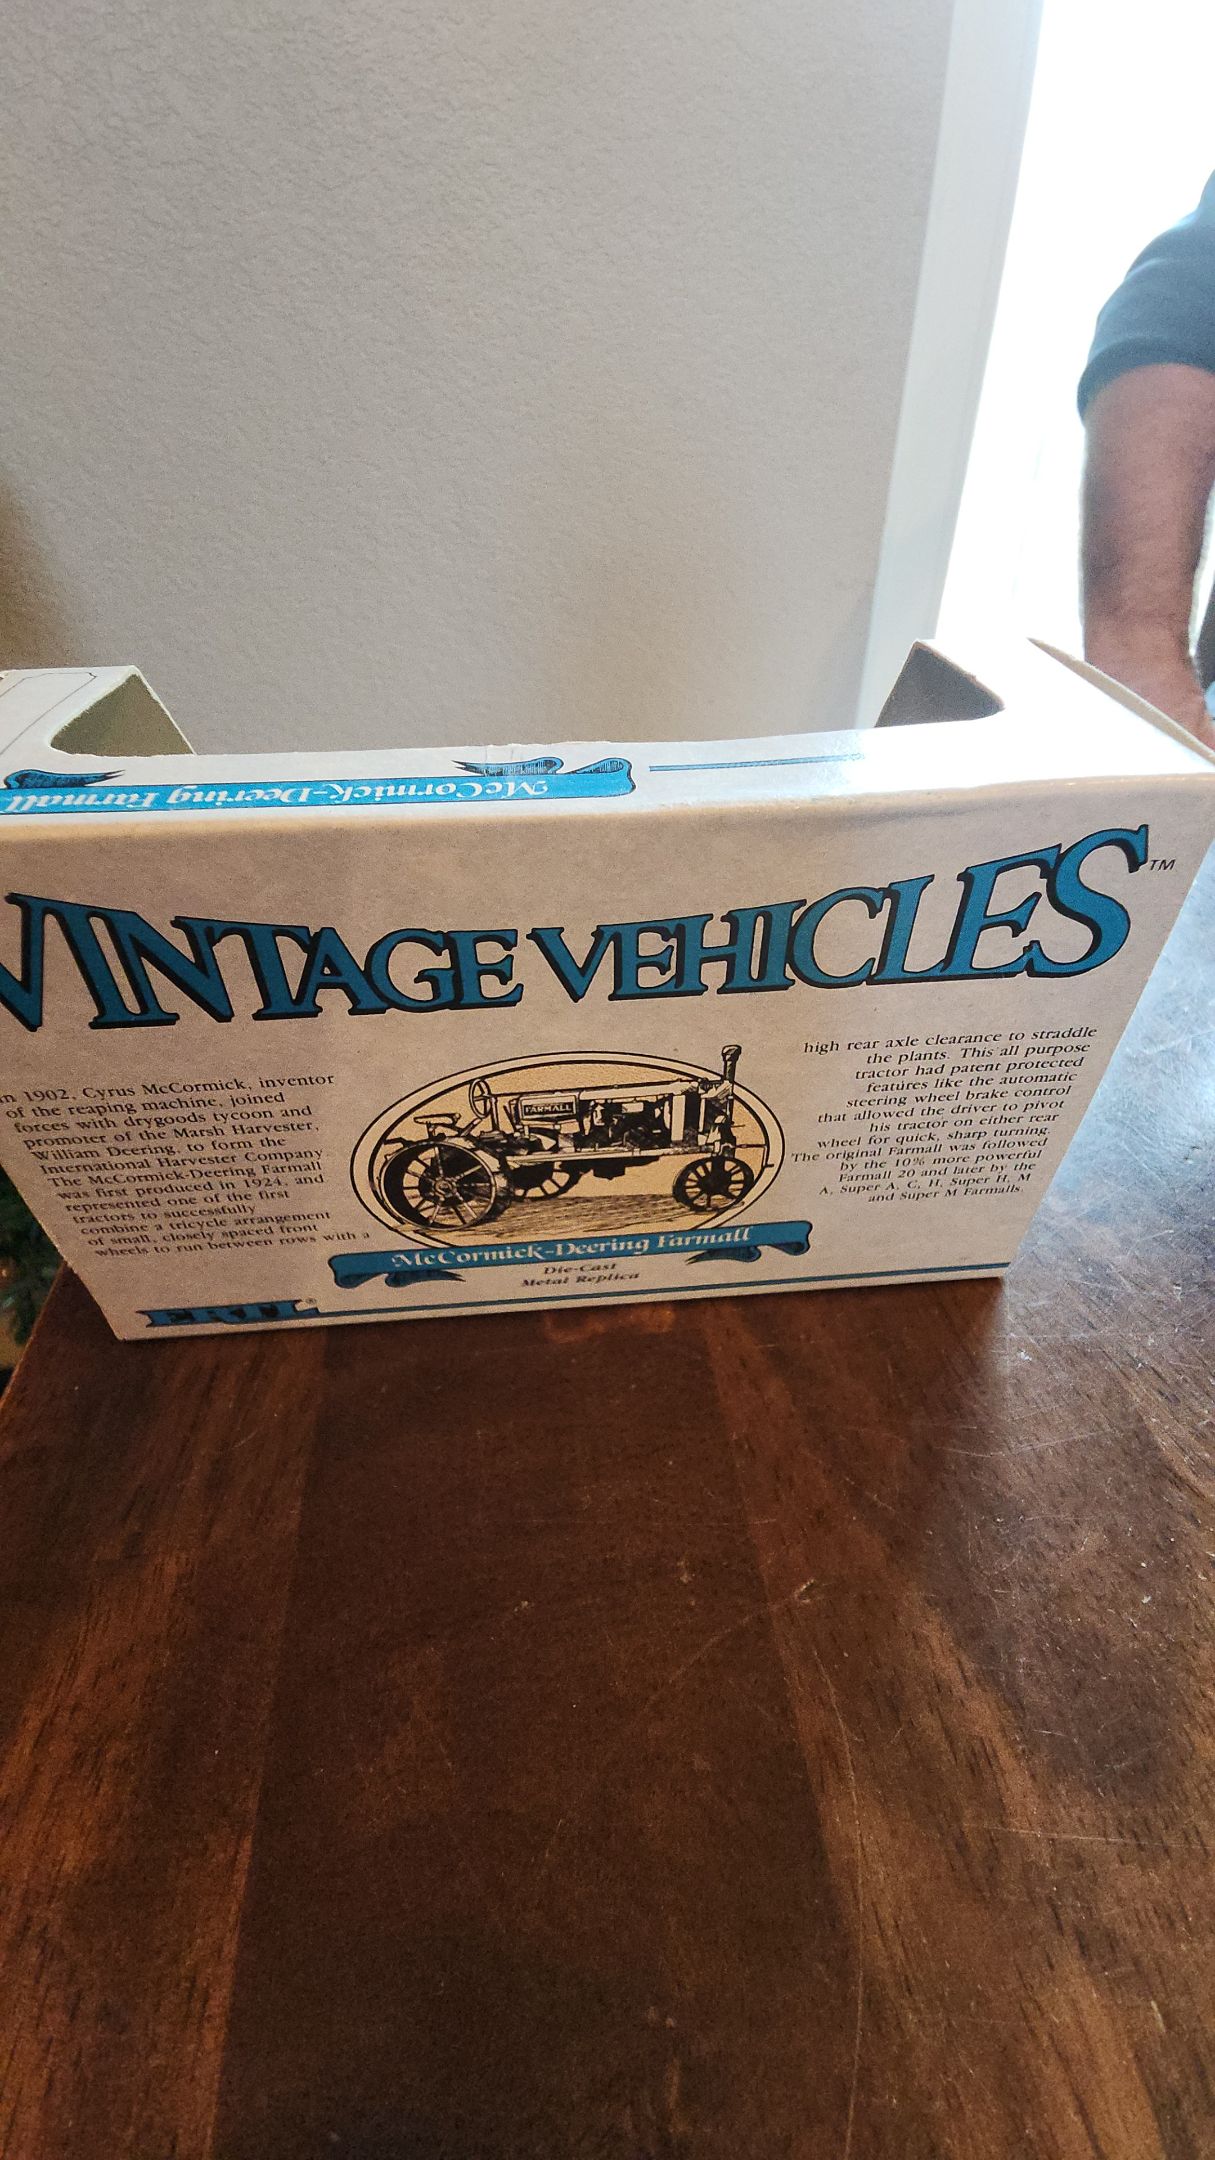 McCormick-Deering Farmall
VINTAGE VEHICLES™
In 1902, Cyrus McCormick, inventor
of the reaping machine, joined
forces with drygoods tycoon and
promoter of the Marsh Harvester,
William Deering, to form the
International Harvester Company.
The McCormick-Deering Farmall
was first produced in 1924, and
represented one of the first
tractors to successfully
combine a tricycle arrangement
of small, closely spaced front
wheels to run between rows with a
FARMALL
McCormick-Deering Farmall
Die-Cast
Metal Replica
high rear axle clearance to straddle
the plants. This all purpose
tractor had patent protected
features like the automatic
steering wheel brake control
that allowed the driver to pivot
his tractor on either rear
wheel for quick, sharp turning.
The original Farmall was followed
by the 10% more powerful
Farmall 20 and later by the
A, Super A, C, H, Super H, M
and Super M Farmalls.
ERTL®